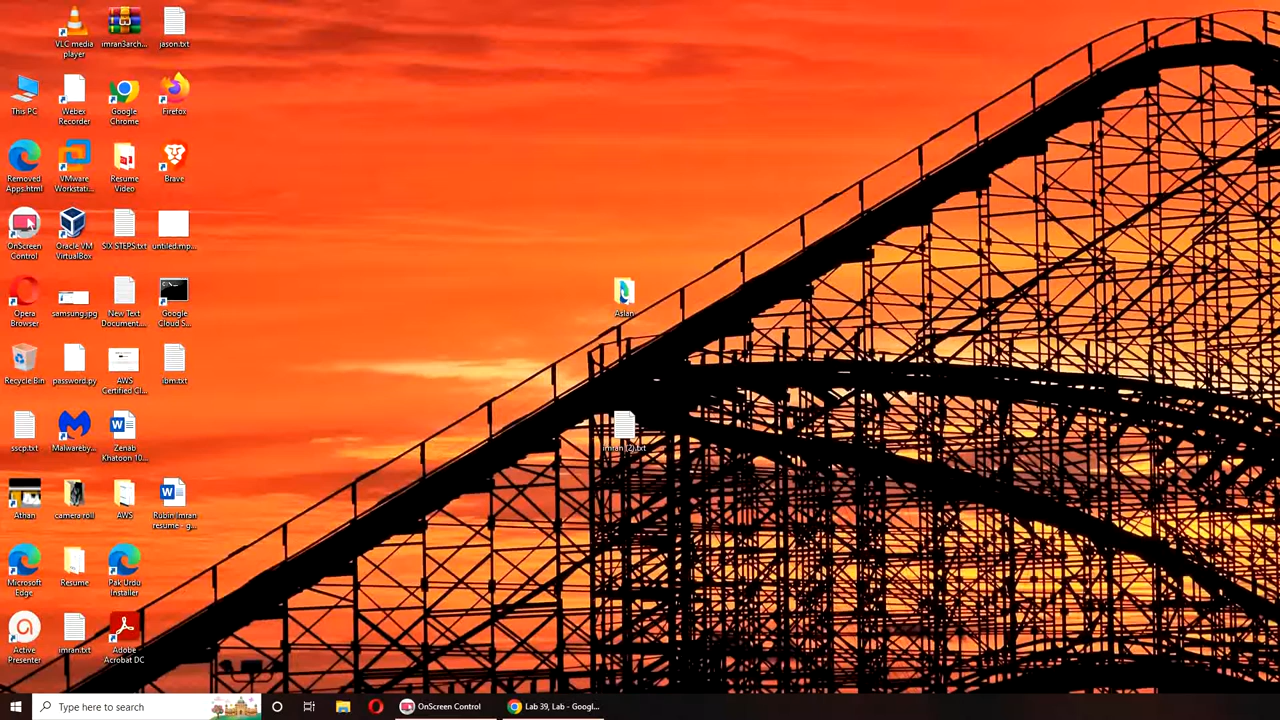 VLC media
player
imran3arch...
jason.txt
This PC
Webex
Recorder
Google
Chrome
Firefox
Removed
Apps.html
VMware
Workstati...
Resume
Video
Brave
OnScreen
Control
Oracle VM
VirtualBox
SIX STEPS.txt
untiled.mp...
Opera
Browser
samsung.jpg
New Text
Document....
Google
Cloud S...
Aslan
Recycle Bin
password.py
AWS
Certified Cl...
ibm.txt
sscp.txt
Malwareby...
Zenab
Khatoon 10...
imran (2).txt
Athan
camera roll
AWS
Rubin imran
resume - g...
Microsoft
Edge
Resume
Pak Urdu
Installer
Active
Presenter
imran.txt
Adobe
Acrobat DC
Type here to search
OnScreen Control
Lab 39, Lab - Googl...